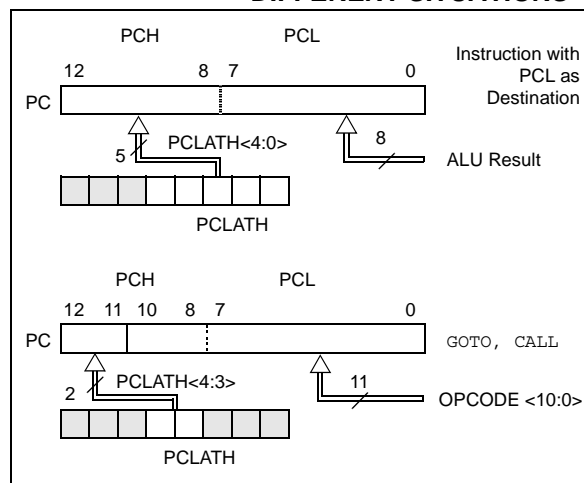 PCH PCL
12 8 7 0
Instruction with
PCL as
Destination
PC
5 PCLATH<4:0>
8
ALU Result
PCLATH
PCH PCL
12 11 10 8 7 0
PC
GOTO, CALL
2 PCLATH<4:3>
11
OPCODE <10:0>
PCLATH